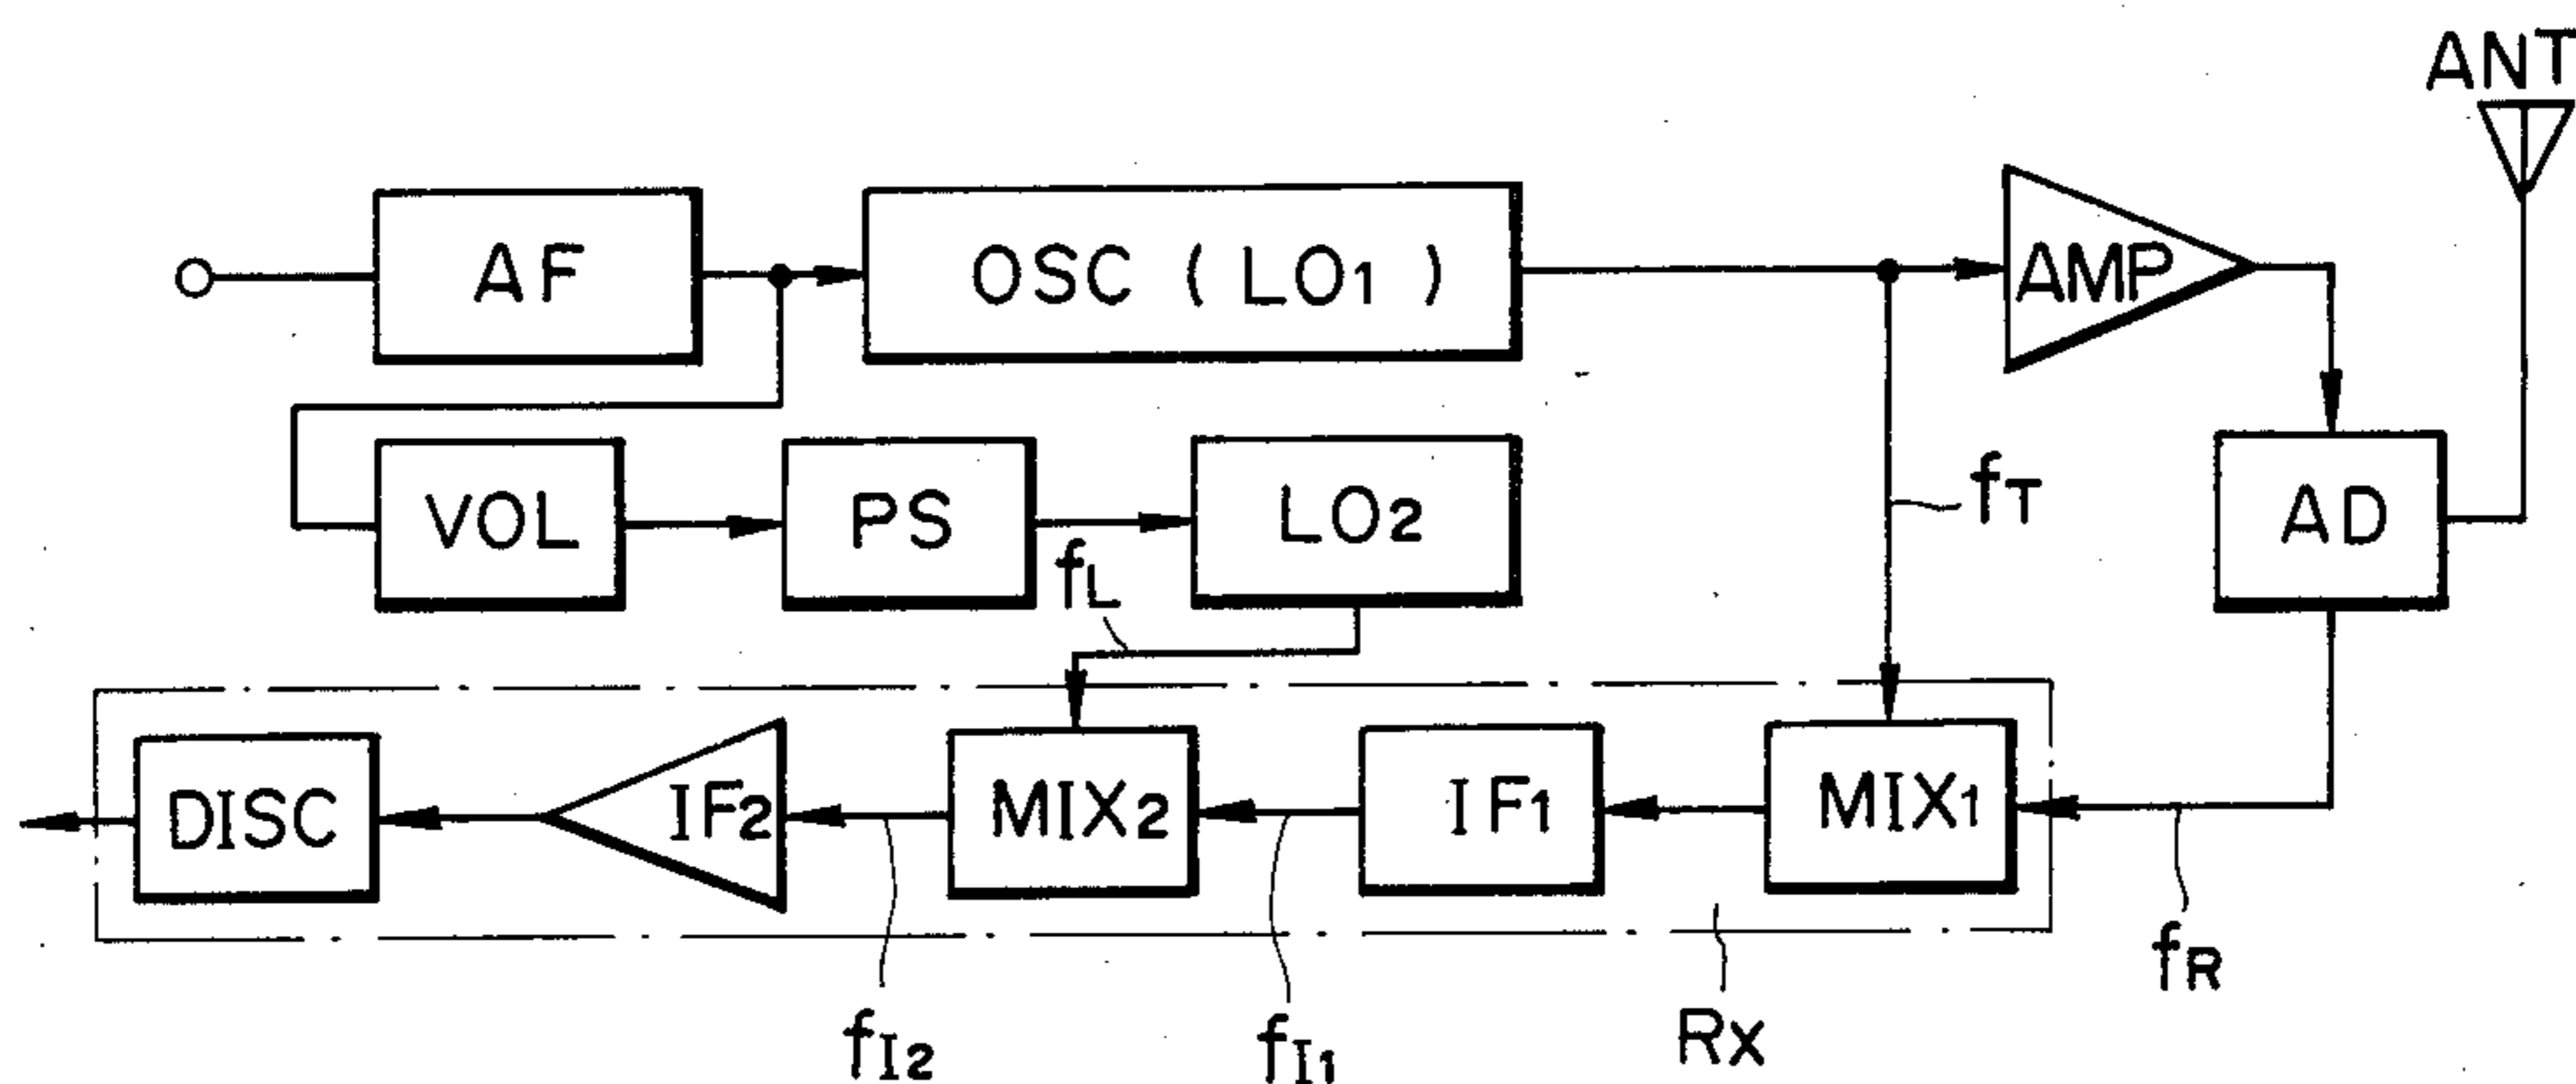 ANT
AF
OSC (LO1)
AMP
VOL
PS
LO2
fT
AD
fL
DISC
IF2
MIX2
IF1
MIX1
fI2
fI1
Rx
fR